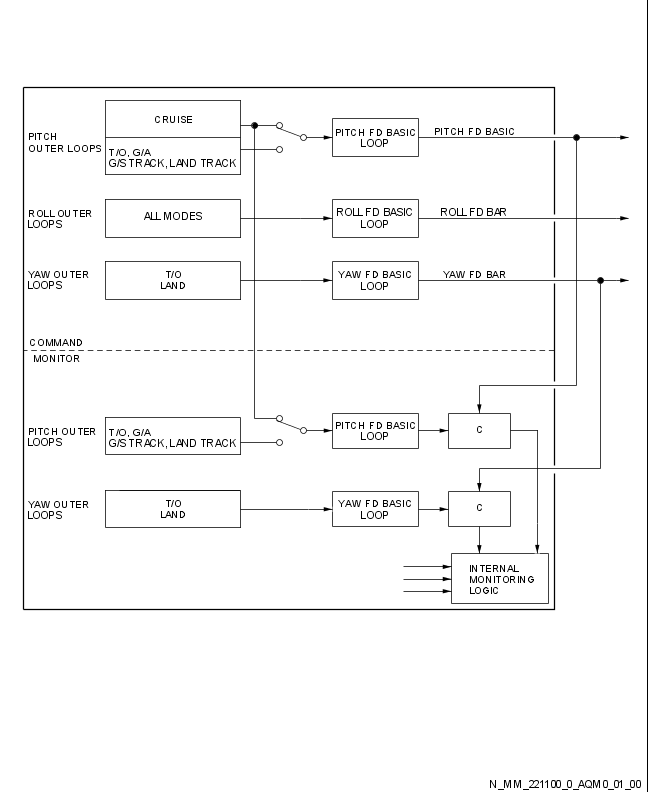 CRUISE
PITCH
OUTER LOOPS
T/O, G/A
G/S TRACK, LAND TRACK
PITCH FD BASIC
LOOP
PITCH FD BASIC
ROLL OUTER
LOOPS
ALL MODES
ROLL FD BASIC
LOOP
ROLL FD BAR
YAW OUTER
LOOPS
T/O
LAND
YAW FD BASIC
LOOP
YAW FD BAR
COMMAND
MONITOR
PITCH OUTER
LOOPS
T/O, G/A
G/S TRACK, LAND TRACK
PITCH FD BASIC
LOOP
C
YAW OUTER
LOOPS
T/O
LAND
YAW FD BASIC
LOOP
C
INTERNAL
MONITORING
LOGIC
N_MM_221100_0_AQM0_01_00